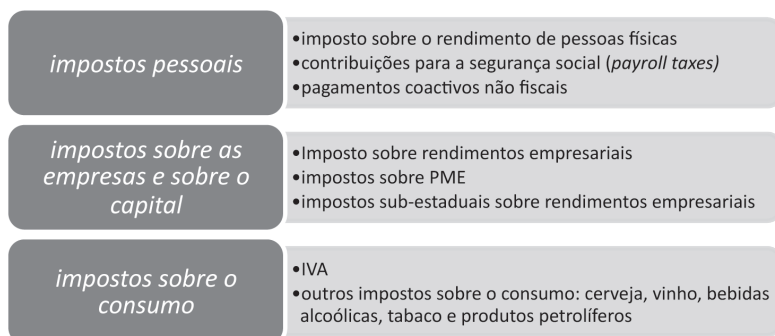 impostos pessoais
•imposto sobre o rendimento de pessoas físicas
•contribuições para a segurança social (payroll taxes)
•pagamentos coactivos não fiscais
impostos sobre as
empresas e sobre o
capital
•Imposto sobre rendimentos empresariais
•impostos sobre PME
•impostos sub-estaduais sobre rendimentos empresariais
impostos sobre o
consumo
•IVA
•outros impostos sobre o consumo: cerveja, vinho, bebidas
alcoólicas, tabaco e produtos petrolíferos